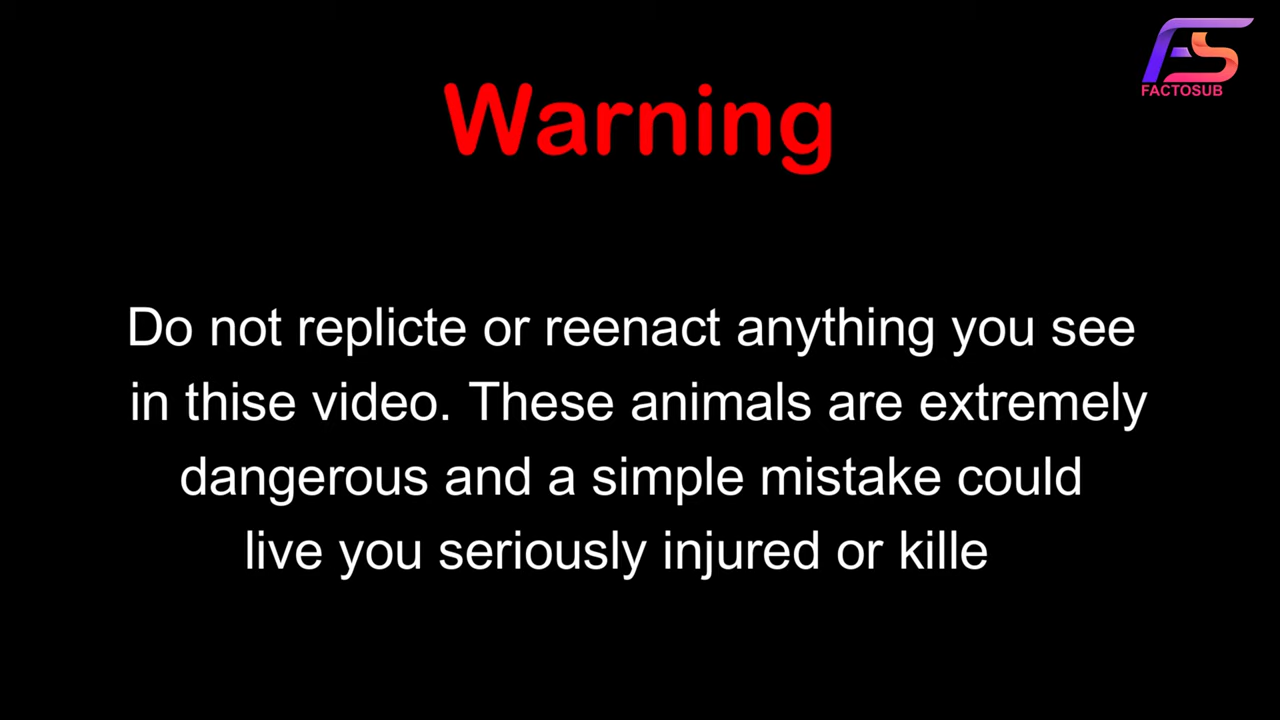 FS
FACTOSUB
Warning
Do not replicte or reenact anything you see
in thise video. These animals are extremely
dangerous and a simple mistake could
live you seriously injured or kille